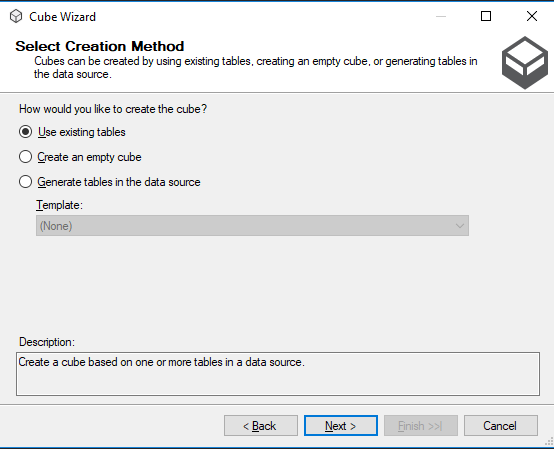 Cube Wizard
Select Creation Method
Cubes can be created by using existing tables, creating an empty cube, or generating tables in
the data source.
How would you like to create the cube?
Use existing tables
Create an empty cube
Generate tables in the data source
Template:
(None)
Description:
Create a cube based on one or more tables in a data source.
< Back
Next >
Finish >>|
Cancel